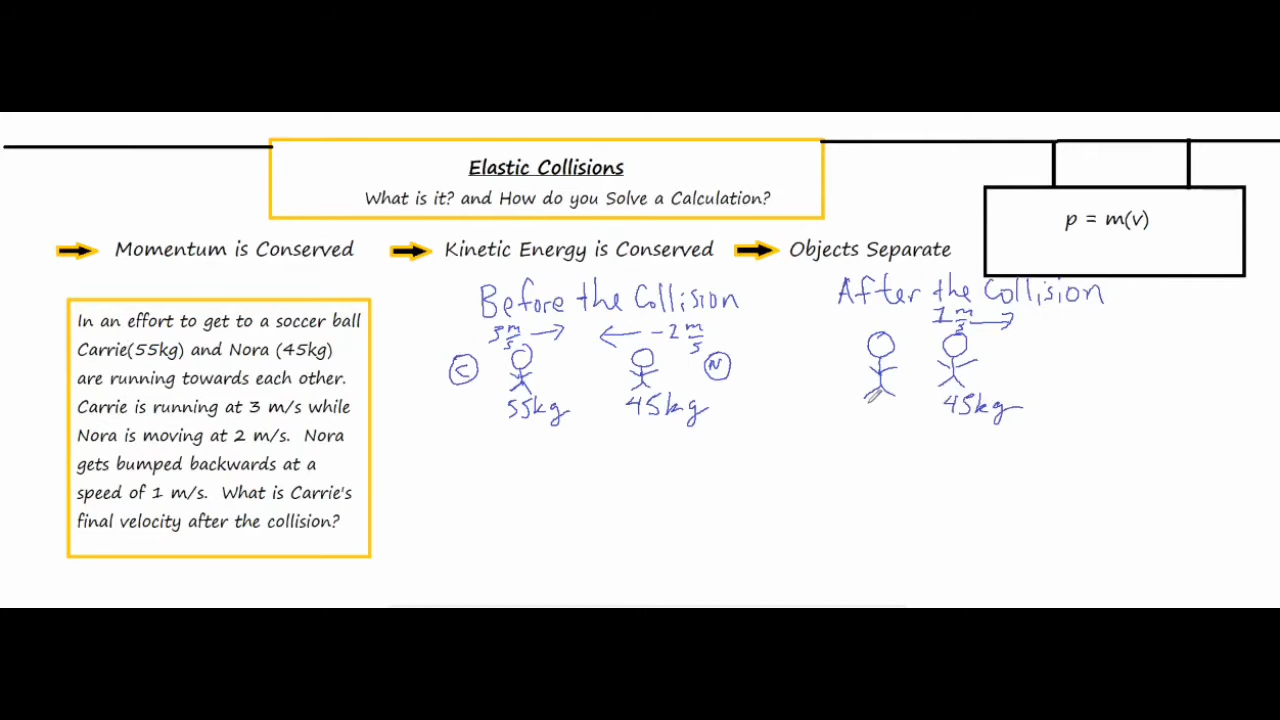 Elastic Collisions
What is it? and How do you Solve a Calculation?
p = m(v)
Momentum is Conserved
Kinetic Energy is Conserved
Objects Separate
In an effort to get to a soccer ball
Carrie(55kg) and Nora (45kg)
are running towards each other.
Carrie is running at 3 m/s while
Nora is moving at 2 m/s. Nora
gets bumped backwards at a
speed of 1 m/s. What is Carrie's
final velocity after the collision?
Before the Collision
3 m/s
-2 m/s
C
N
55kg
45kg
After the Collision
1 m/s
45kg